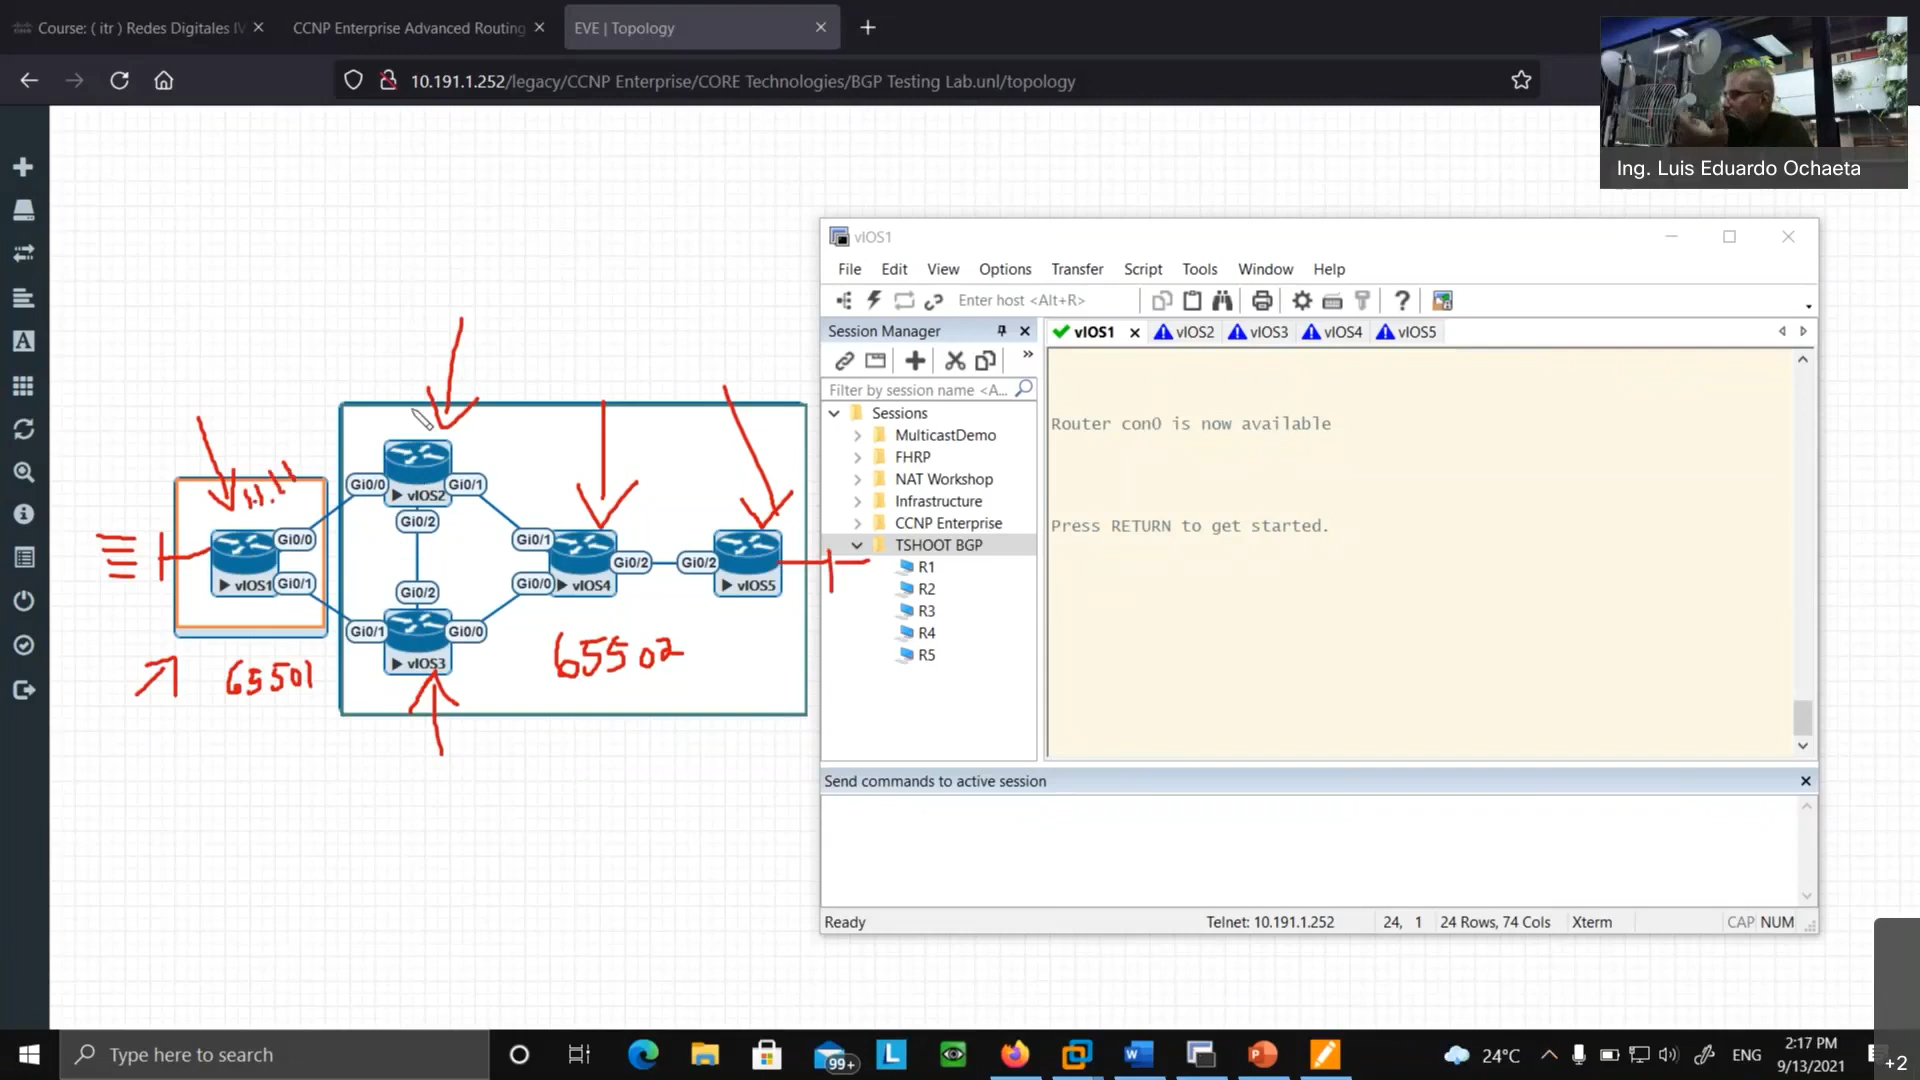 Course: ( itr ) Redes Digitales IV
CCNP Enterprise Advanced Routing
EVE | Topology
10.191.1.252/legacy/CCNP Enterprise/CORE Technologies/BGP Testing Lab.unl/topology
Ing. Luis Eduardo Ochaeta
vIOS1
File Edit View Options Transfer Script Tools Window Help
Enter host <Alt+R>
Session Manager
vIOS1 vIOS2 vIOS3 vIOS4 vIOS5
Filter by session name <A...
Sessions
MulticastDemo
FHRP
NAT Workshop
Infrastructure
CCNP Enterprise
TSHOOT BGP
R1
R2
R3
R4
R5
Router con0 is now available
Press RETURN to get started.
Send commands to active session
Ready
Telnet: 10.191.1.252 24, 1 24 Rows, 74 Cols Xterm CAP NUM
Gi0/0 Gi0/1
vIOS2
Gi0/2
Gi0/0 Gi0/1
vIOS1 vIOS4 Gi0/2 Gi0/2 vIOS5
Gi0/1 Gi0/0
Gi0/2
Gi0/1 Gi0/0
vIOS3
65501
65502
Type here to search
99+
24°C
ENG
2:17 PM
9/13/2021
+2